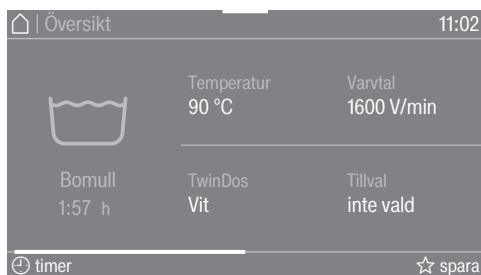 | Översikt 11:02
Temperatur Varvtal
90 °C 1600 V/min
Bomull TwinDos Tillval
1:57 h Vit inte vald
timer spara